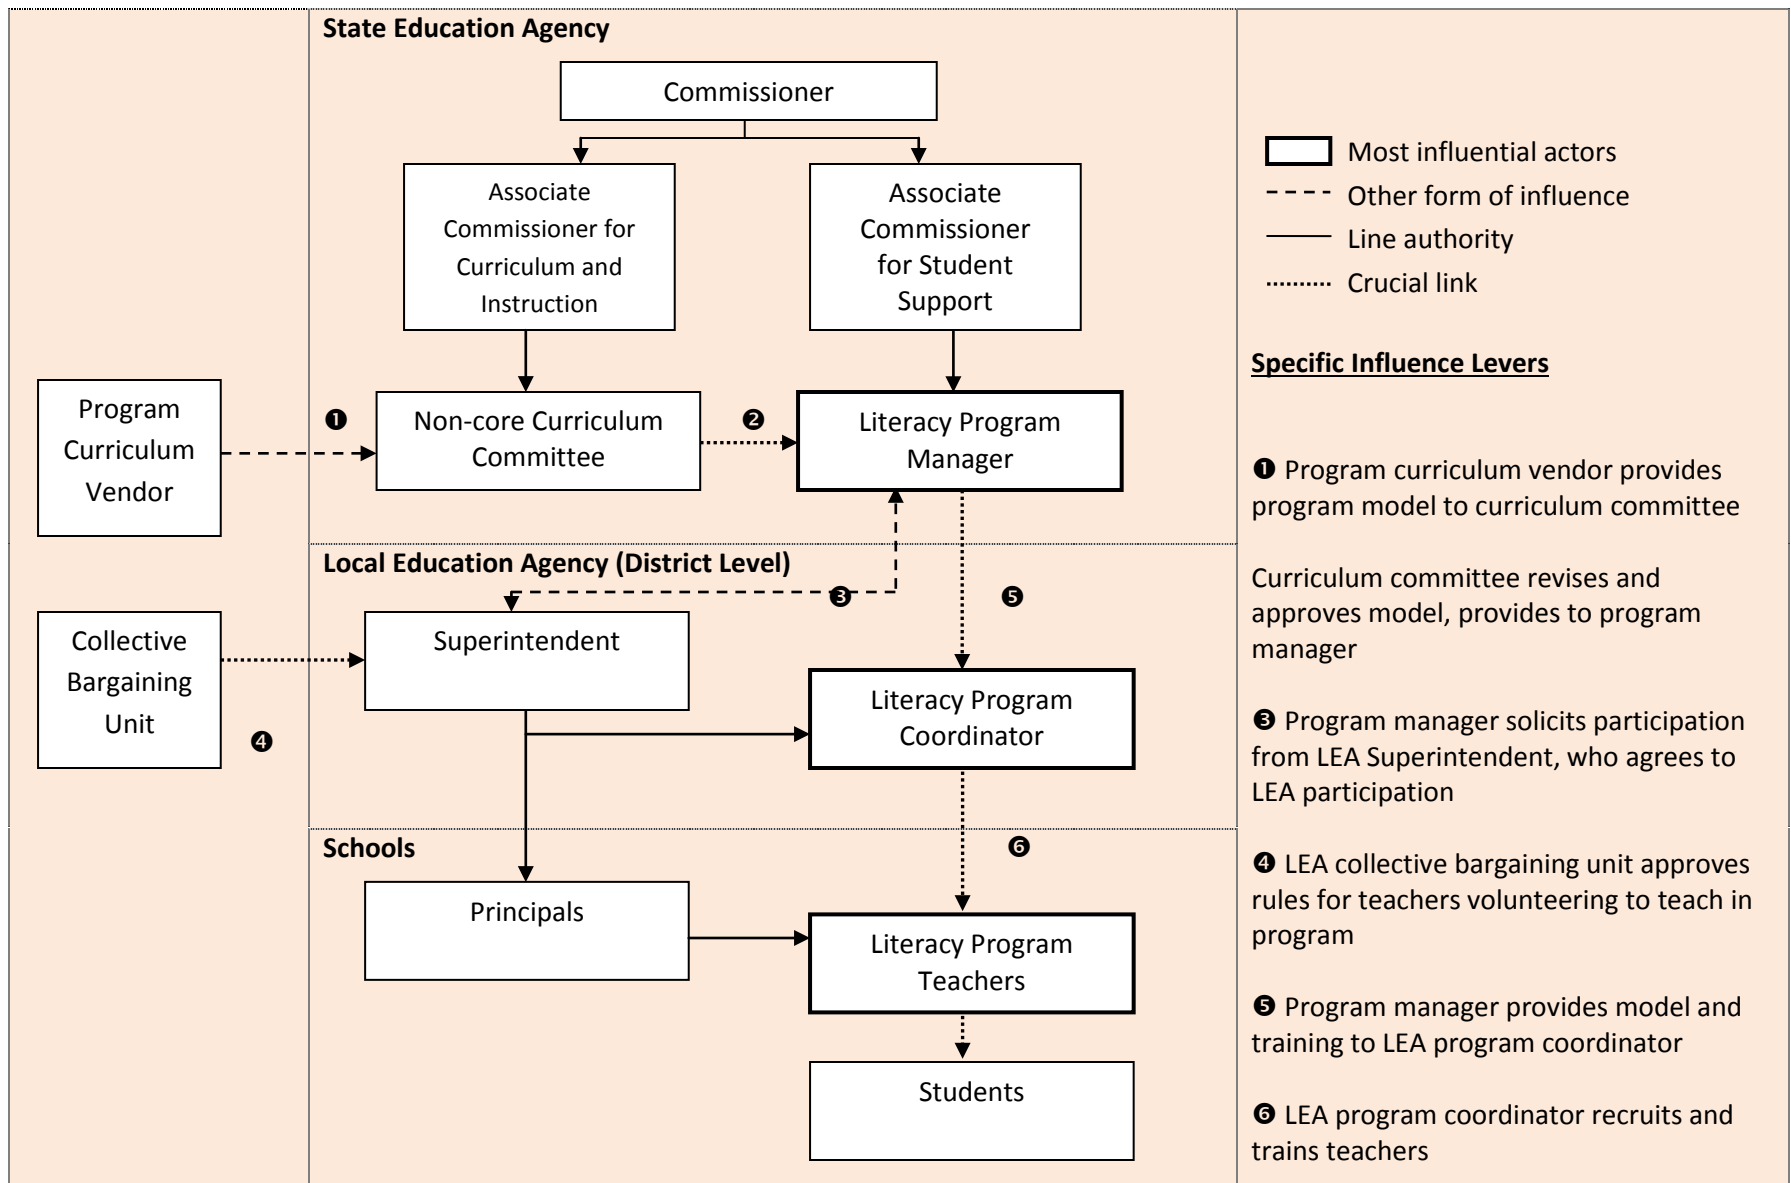 State Education Agency
Commissioner
Associate
Commissioner for
Curriculum and
Instruction
Associate
Commissioner
for Student
Support
Program
Curriculum
Vendor
❶
Non-core Curriculum
Committee
❷
Literacy Program
Manager
Local Education Agency (District Level)
❸
❺
Collective
Bargaining
Unit
❹
Superintendent
Literacy Program
Coordinator
Schools
❻
Principals
Literacy Program
Teachers
Students
Most influential actors
Other form of influence
Line authority
Crucial link
Specific Influence Levers
❶ Program curriculum vendor provides
program model to curriculum committee
Curriculum committee revises and
approves model, provides to program
manager
❸ Program manager solicits participation
from LEA Superintendent, who agrees to
LEA participation
❹ LEA collective bargaining unit approves
rules for teachers volunteering to teach in
program
❺ Program manager provides model and
training to LEA program coordinator
❻ LEA program coordinator recruits and
trains teachers